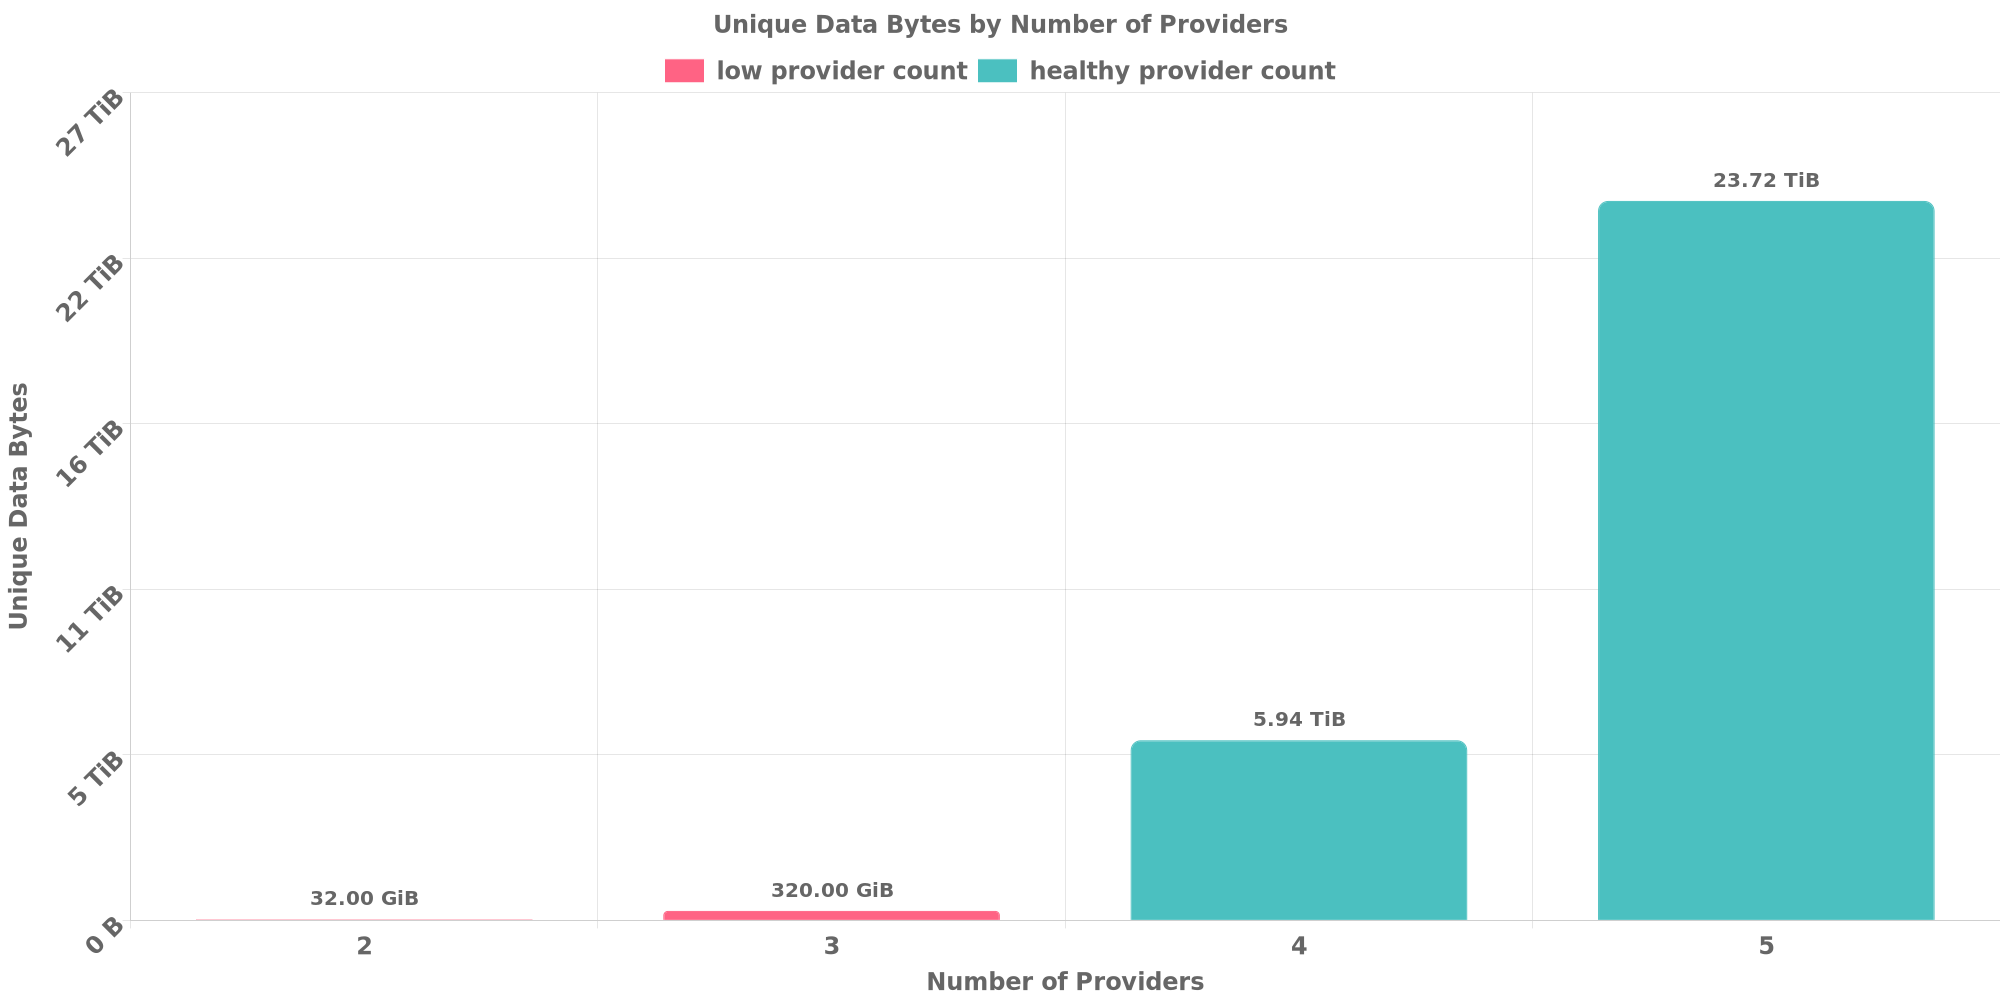 Unique Data Bytes by Number of Providers
low provider count healthy provider count
27 TiB
22 TiB
16 TiB
11 TiB
5 TiB
0 B
Unique Data Bytes
32.00 GiB
320.00 GiB
5.94 TiB
23.72 TiB
2 3 4 5
Number of Providers